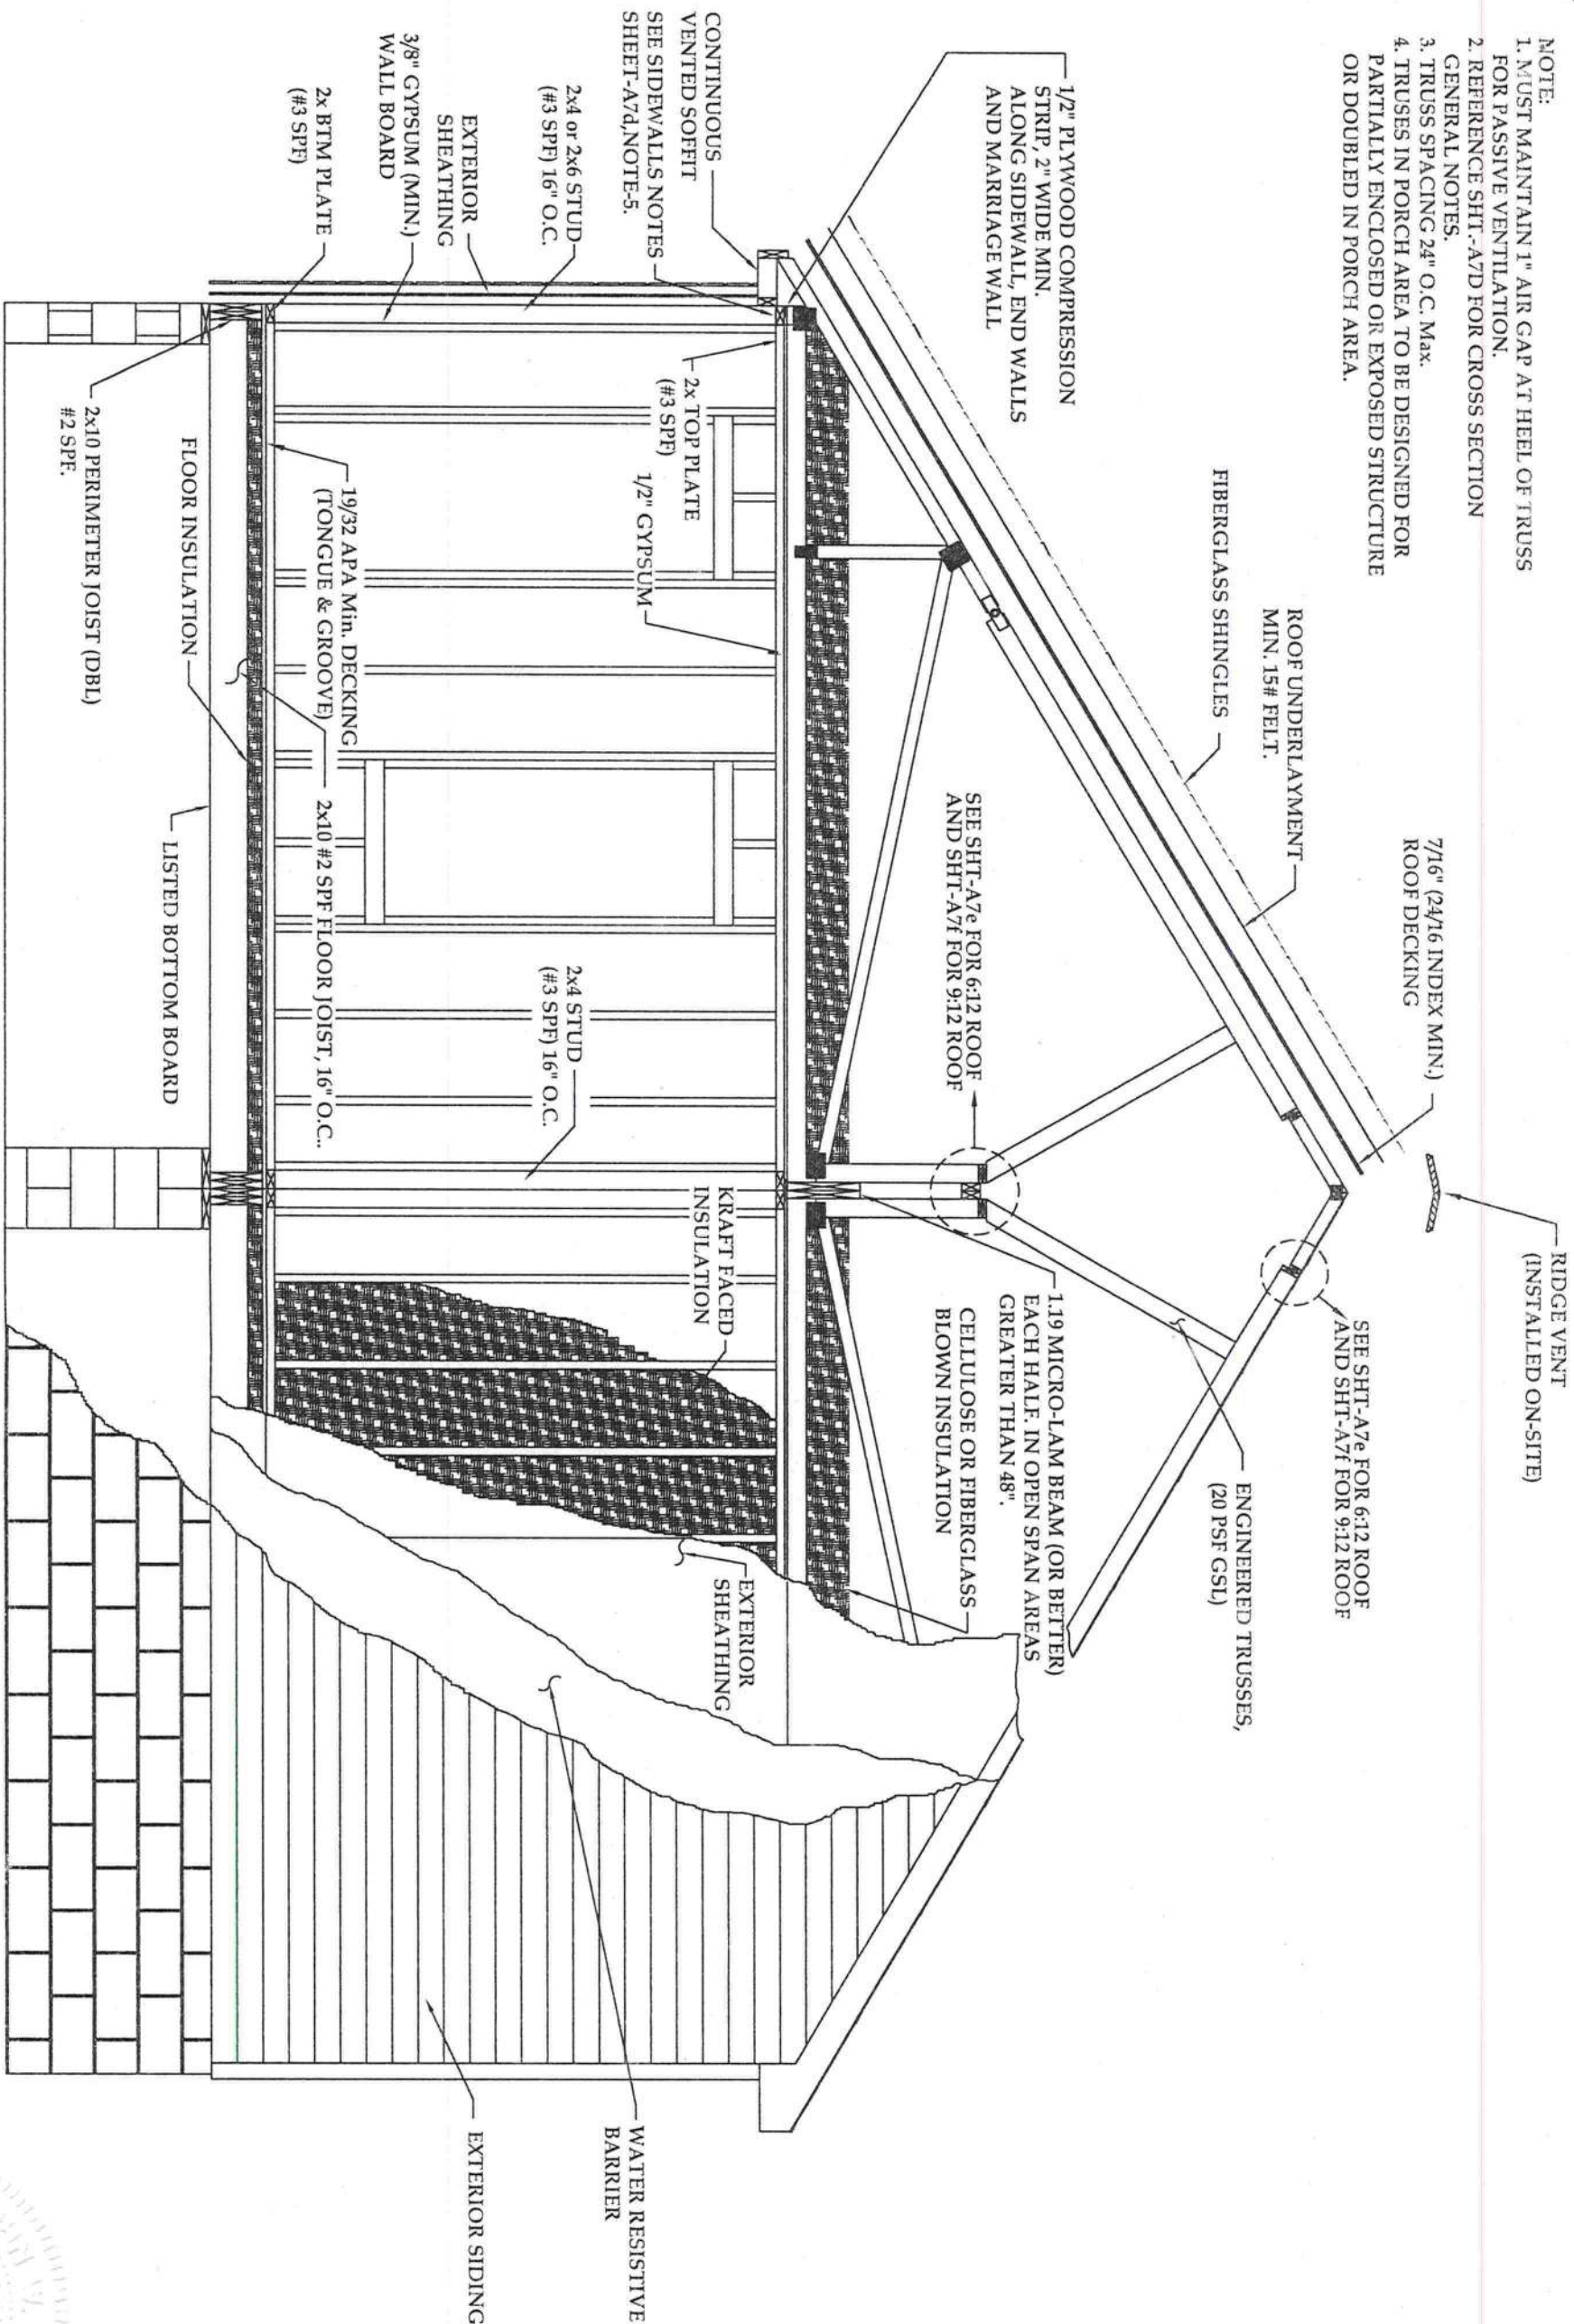 NOTE:
1. MUST MAINTAIN 1" AIR GAP AT HEEL OF TRUSS
FOR PASSIVE VENTILATION.
2. REFERENCE SHT.-A7D FOR CROSS SECTION
GENERAL NOTES.
3. TRUSS SPACING 24" O.C. Max.
4. TRUSES IN PORCH AREA TO BE DESIGNED FOR
PARTIALLY ENCLOSED OR EXPOSED STRUCTURE
OR DOUBLED IN PORCH AREA.
RIDGE VENT
(INSTALLED ON-SITE)
7/16" (24/16 INDEX MIN.)
ROOF DECKING
SEE SHT-A7e FOR 6:12 ROOF
AND SHT-A7f FOR 9:12 ROOF
ROOF UNDERLAYMENT
MIN. 15# FELT.
FIBERGLASS SHINGLES
ENGINEERED TRUSSES,
(20 PSF GSL)
1/2" PLYWOOD COMPRESSION
STRIP, 2" WIDE MIN.
ALONG SIDEWALL, END WALLS
AND MARRIAGE WALL
SEE SHT-A7e FOR 6:12 ROOF
AND SHT-A7f FOR 9:12 ROOF
1.19 MICRO-LAM BEAM (OR BETTER)
EACH HALF. IN OPEN SPAN AREAS
GREATER THAN 48".
CELLULOSE OR FIBERGLASS
BLOWN INSULATION
CONTINUOUS
VENTED SOFFIT
SEE SIDEWALLS NOTES
SHEET-A7d,NOTE-5.
2x TOP PLATE
(#3 SPF)
1/2" GYPSUM
KRAFT FACED
INSULATION
EXTERIOR
SHEATHING
WATER RESISTIVE
BARRIER
2x4 or 2x6 STUD
(#3 SPF) 16" O.C.
2x4 STUD
(#3 SPF) 16" O.C.
EXTERIOR
SHEATHING
EXTERIOR SIDING
3/8" GYPSUM (MIN.)
WALL BOARD
2x BTM PLATE
(#3 SPF)
19/32 APA Min. DECKING
(TONGUE & GROOVE)
2x10 #2 SPF FLOOR JOIST, 16" O.C..
FLOOR INSULATION
LISTED BOTTOM BOARD
2x10 PERIMETER JOIST (DBL)
#2 SPF.